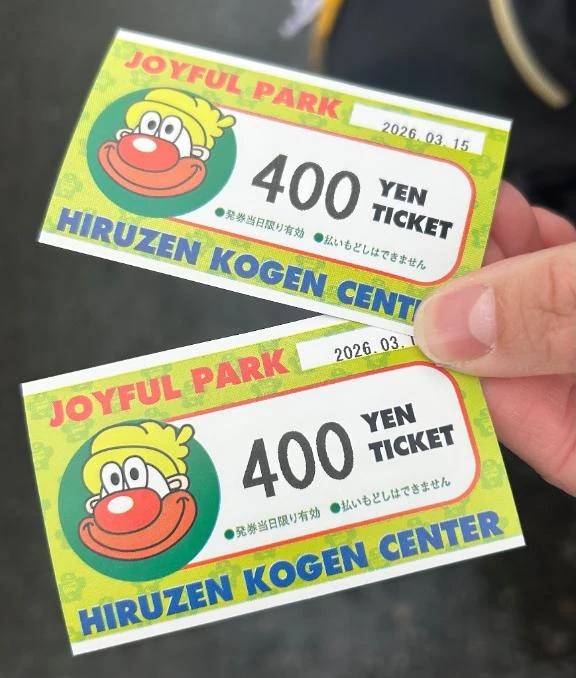 JOYFUL PARK
2026.03.15
400 YEN
TICKET
●発券当日限り有効 ●払いもどしはできません
HIRUZEN KOGEN
JOYFUL PARK
2026.03.
400 YEN
TICKET
●発券当日限り有効 ●払いもどしはできません
HIRUZEN KOGEN CENTER